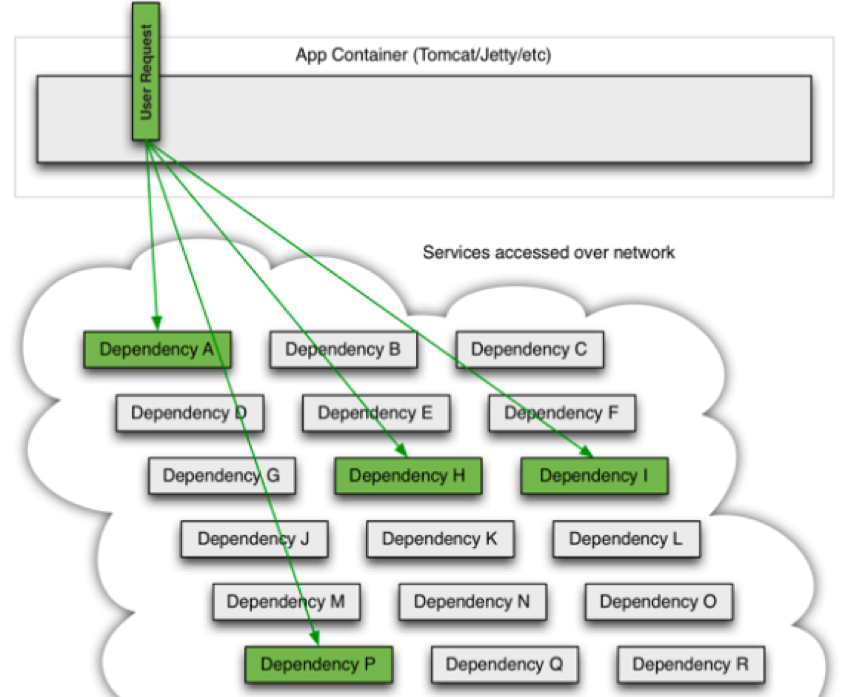 User Request
App Container (Tomcat/Jetty/etc)
Services accessed over network
Dependency A
Dependency B
Dependency C
Dependency D
Dependency E
Dependency F
Dependency G
Dependency H
Dependency I
Dependency J
Dependency K
Dependency L
Dependency M
Dependency N
Dependency O
Dependency P
Dependency Q
Dependency R